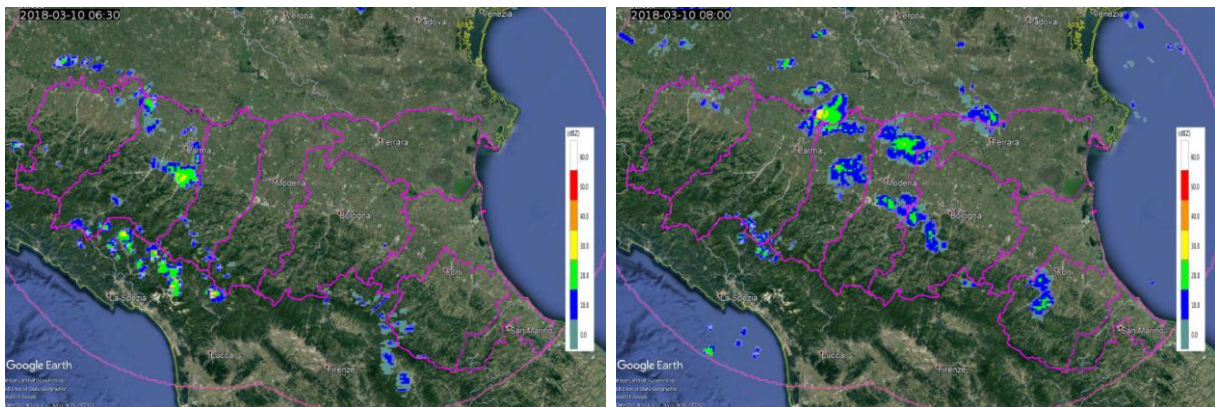 2018-03-10 06:30
Verona
Padova
Venezia
Parma
Ferrara
Modena
Bologna
La Spezia
Forlì
San Marino
Lucca
Firenze
(dBZ)
60.0
50.0
40.0
30.0
20.0
10.0
0.0
Google Earth
2018-03-10 08:00
Verona
Padova
Venezia
Parma
Ferrara
Modena
Bologna
La Spezia
Forlì
San Marino
Lucca
Firenze
(dBZ)
60.0
50.0
40.0
30.0
20.0
10.0
0.0
Google Earth